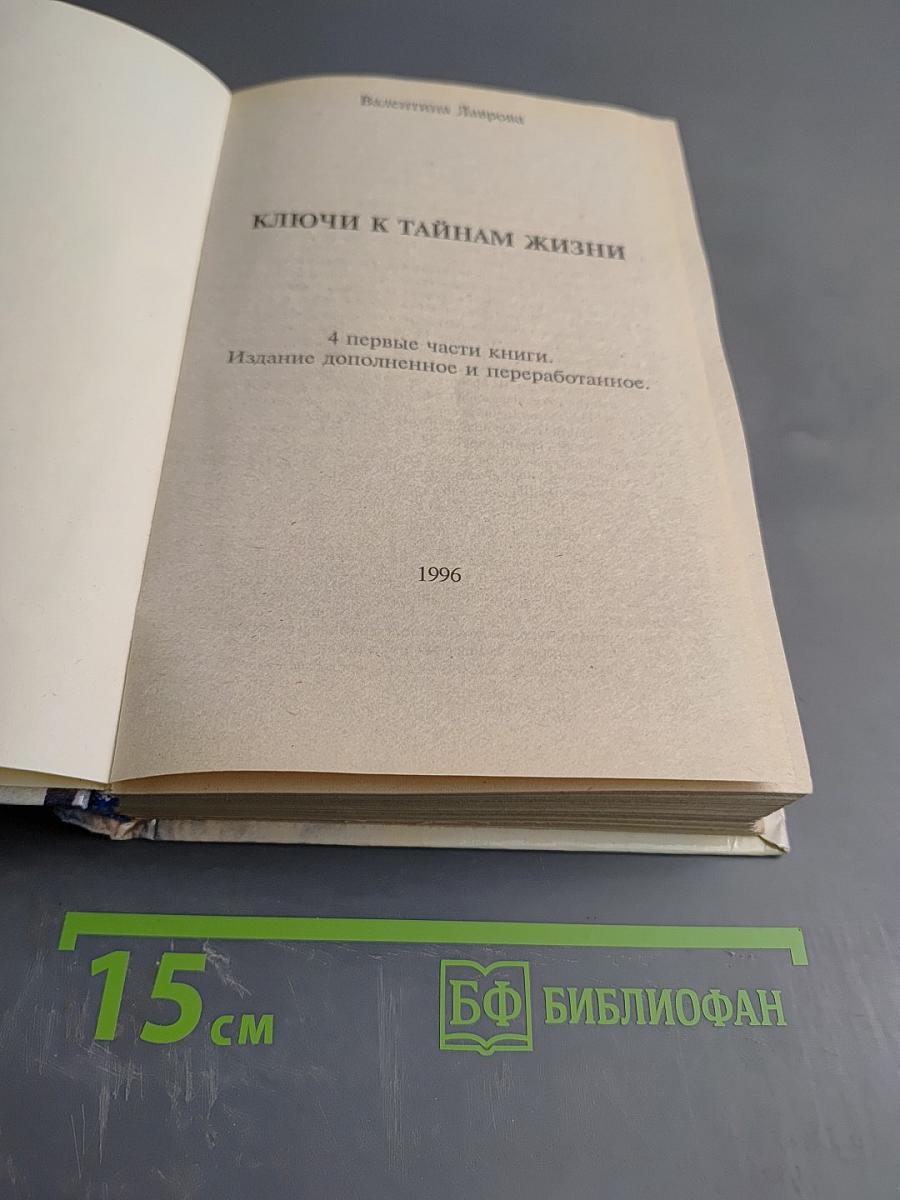 Валентина Лаврова
КЛЮЧИ К ТАЙНАМ ЖИЗНИ
4 первые части книги.
Издание дополненное и переработанное.
1996
15 см
БФ БИБЛИОФАН